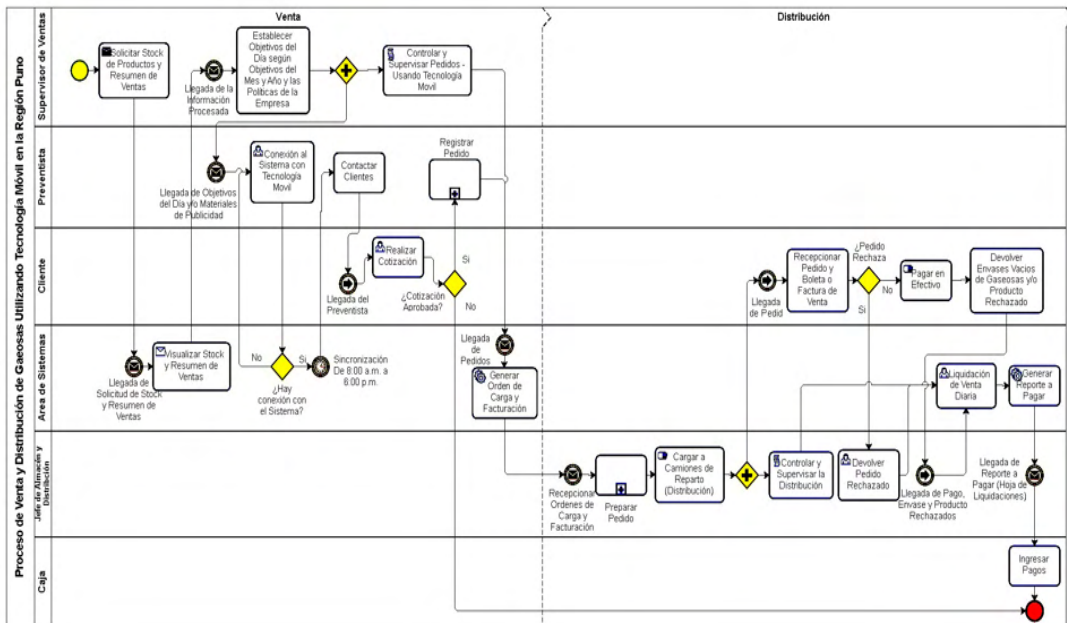 Proceso de Venta y Distribución de Gaeosas Utilizando Tecnología Móvil en la Región Puno
Venta
Distribución
Supervisor de Ventas
Solicitar Stock
de Productos y
Resumen de
Ventas
Llegada de la
Información
Procesada
Establecer
Objetivos del
Día según
Objetivos del
Mes y Año y las
Políticas de la
Empresa
Controlar y
Supervisar Pedidos -
Usando Tecnología
Movil
Preventista
Llegada de Objetivos
del Día y/o Materiales
de Publicidad
Conexión al
Sistema con
Tecnología
Movil
Contactar
Clientes
Registrar
Pedido
Cliente
Llegada del
Preventista
Realizar
Cotización
¿Cotización
Aprobada?
Si
No
Llegada
de Pedid
Recepcionar
Pedido y
Boleta o
Factura de
Venta
¿Pedido
Rechaza
No
Si
Pagar en
Efectivo
Devolver
Envases Vacios
de Gaseosas y/o
Producto
Rechazado
Area de Sistemas
Llegada de
Solicitud de Stock
y Resumen de
Ventas
Visualizar Stock
y Resumen de
Ventas
No
Si
¿Hay
conexión con
el Sistema?
Sincronización
De 8:00 a.m. a
6:00 p.m.
Llegada
de
Pedidos
Generar
Orden de
Carga y
Facturación
Liquidación
de Venta
Diaria
Generar
Reporte a
Pagar
Jefe de Almacén y
Distribución
Recepcionar
Ordenes de
Carga y
Facturación
Preparar
Pedido
Cargar a
Camiones de
Reparto
(Distribución)
Controlar y
Supervisar la
Distribución
Devolver
Pedido
Rechazado
Llegada de Pago,
Envase y Producto
Rechazados
Llegada de
Reporte a
Pagar (Hoja de
Liquidaciones)
Caja
Ingresar
Pagos